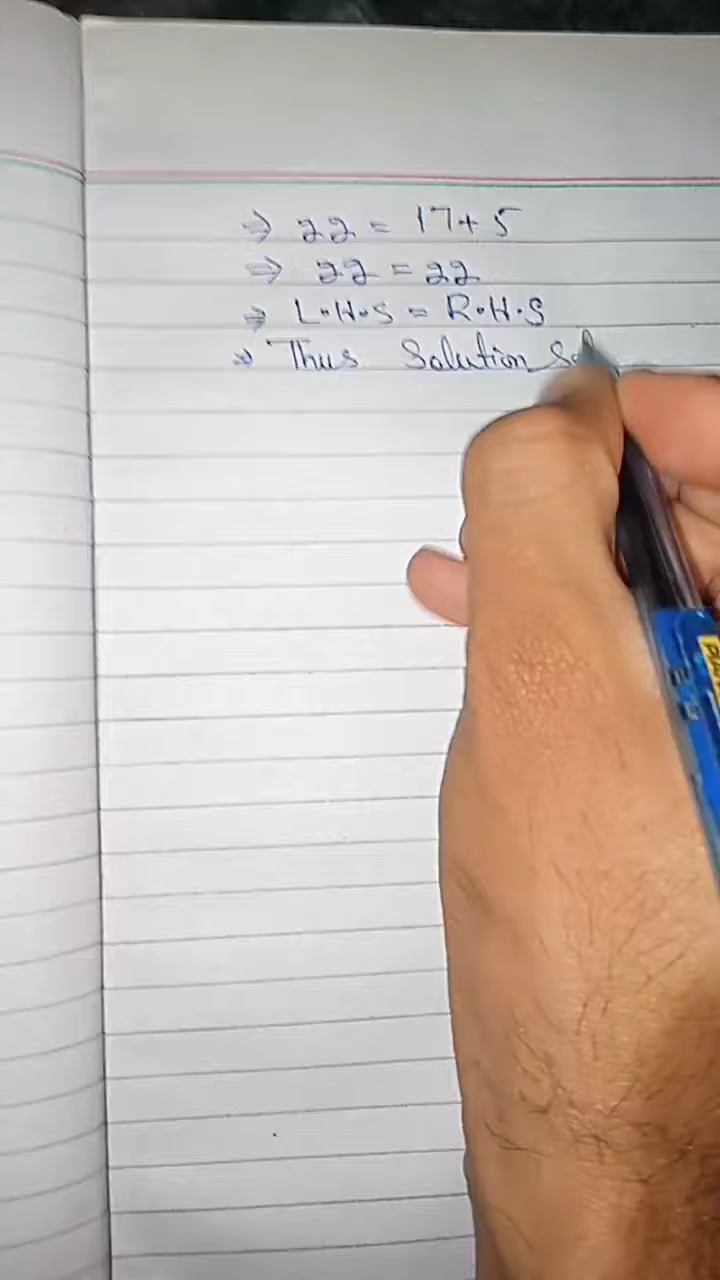 ⇒ 22 = 17+5
⇒ 22 = 22
⇒ L.H.S = R.H.S
⇒ Thus Solution